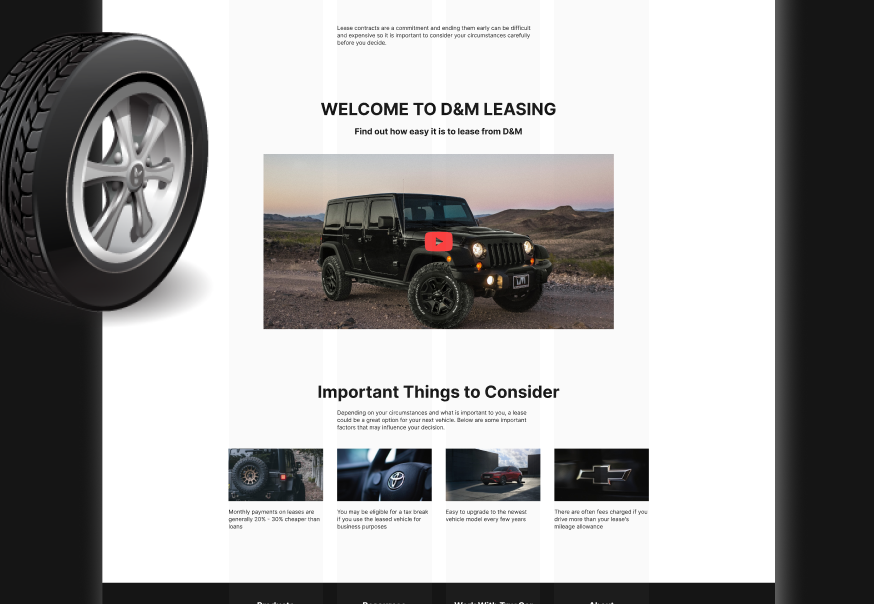 Lease contracts are a commitment and ending them early can be difficult
and expensive so it is important to consider your circumstances carefully
before you decide.
WELCOME TO D&M LEASING
Find out how easy it is to lease from D&M
Important Things to Consider
Depending on your circumstances and what is important to you, a lease
could be a great option for your next vehicle. Below are some important
factors that may influence your decision.
Monthly payments on leases are
generally 20% - 30% cheaper than
loans
You may be eligible for a tax break
if you use the leased vehicle for
business purposes
Easy to upgrade to the newest
vehicle model every few years
There are often fees charged if you
drive more than your lease's
mileage allowance